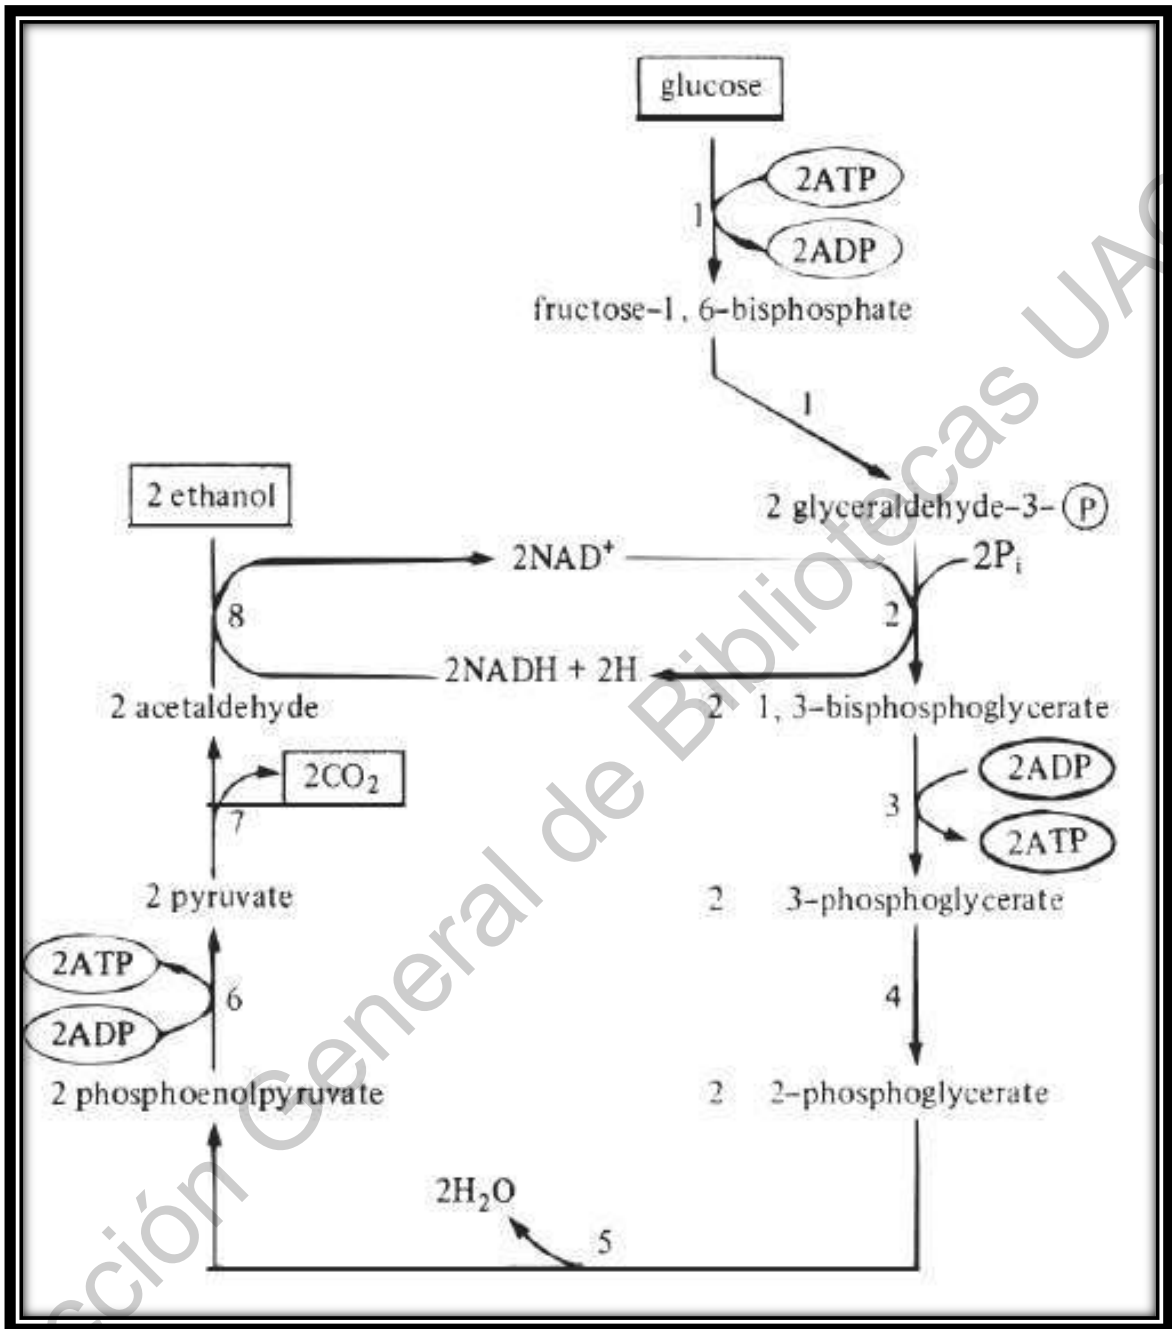 glucose
2ATP
1
2ADP
fructose-1, 6-bisphosphate
1
2 ethanol
2 glyceraldehyde-3-P
2NAD⁺
2Pᵢ
8
2
2NADH + 2H
2 acetaldehyde
2 1, 3-bisphosphoglycerate
2CO₂
2ADP
7
3
2ATP
2 pyruvate
2 3-phosphoglycerate
2ATP
6
4
2ADP
2 phosphoenolpyruvate
2 2-phosphoglycerate
2H₂O
5
cción General de Bibliotecas UA